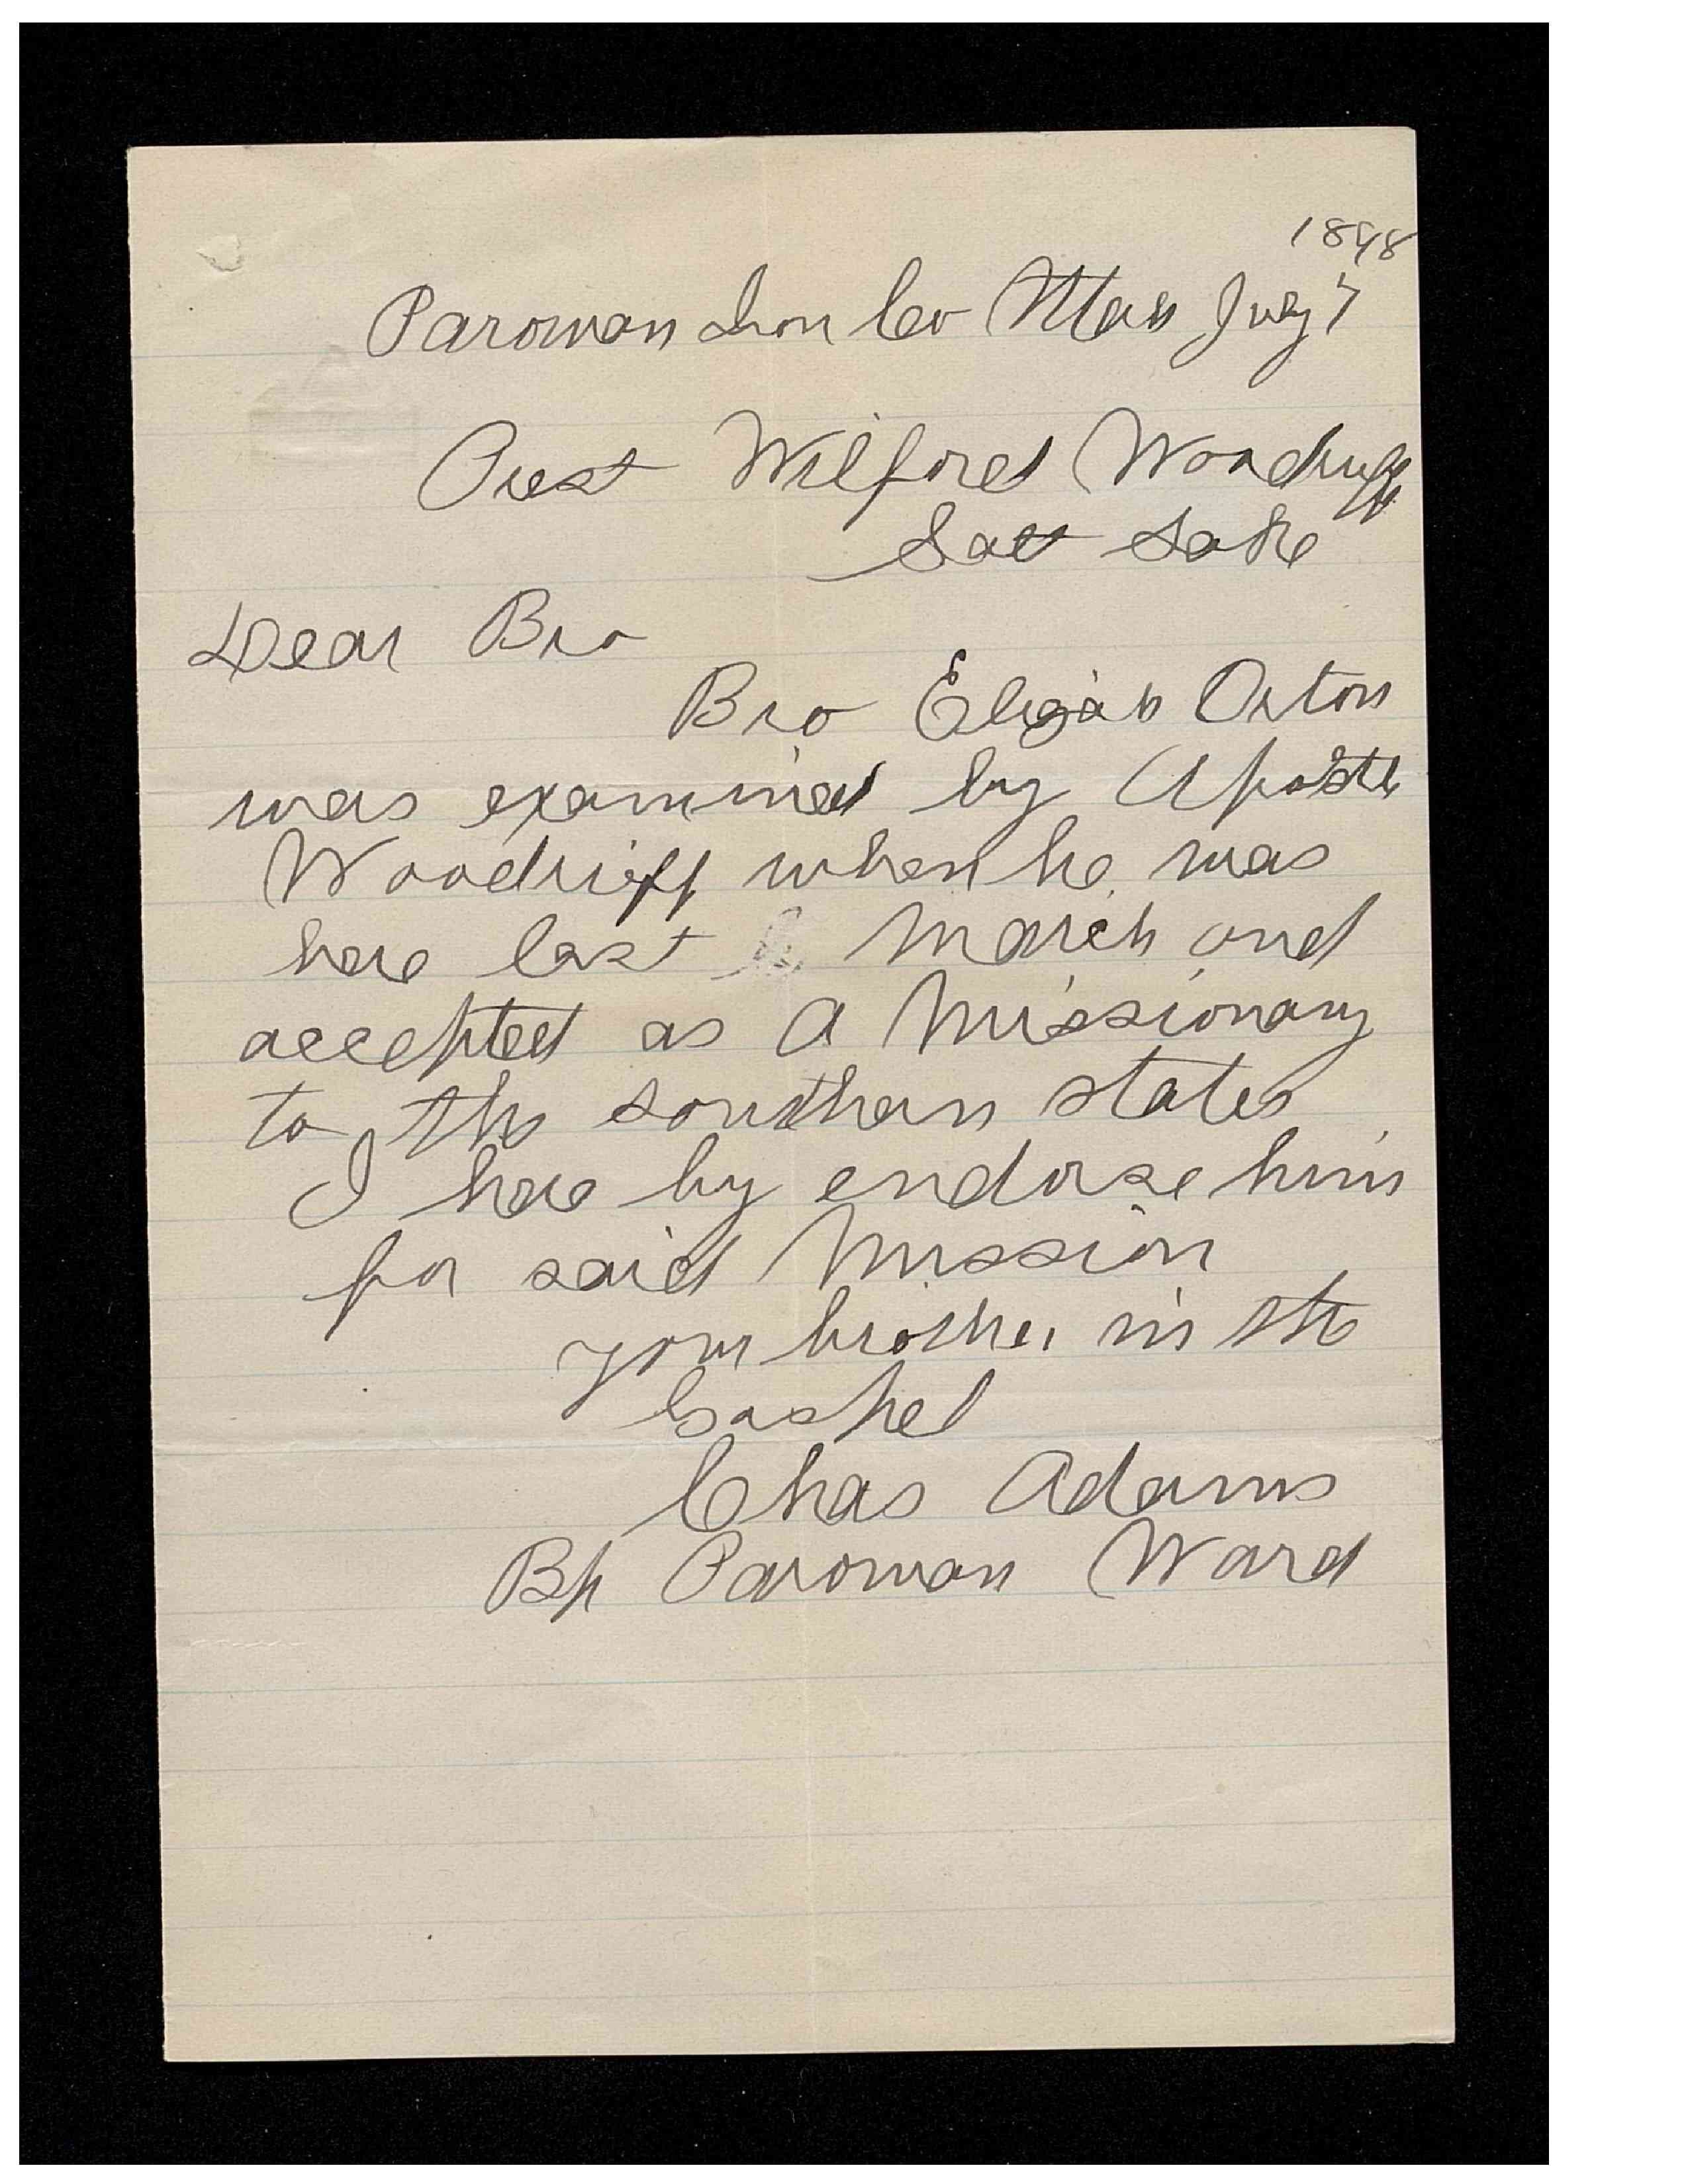 1898
Parowan Iron Co Utah July 7
Prest Wilford Woodruff
Salt Lake
Dear Bro
Bro Elijah Orton
was examined by Apostle
Woodruff when he was
here last March and
accepted as a Missionary
to the southern states
I here by endorse him
for said Mission
your brother in the
Gospel
Chas Adams
Bp Parowan Ward